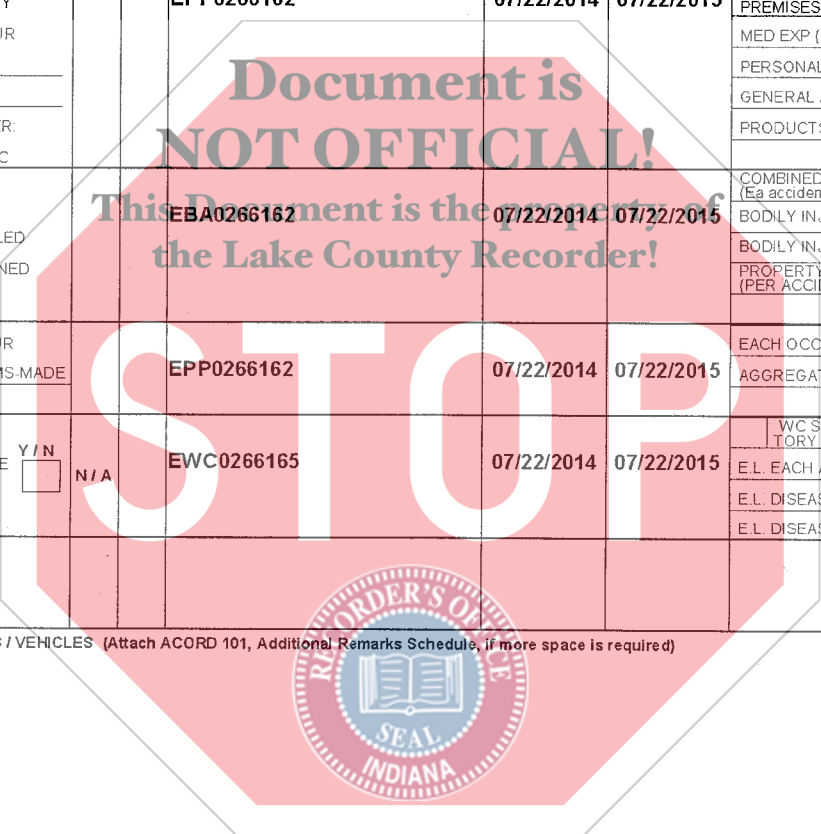 Y EPP0266162 07/22/2014 07/22/2015 PREMISES
UR MED EXP (
PERSONAL
Document is
GENERAL
ER: NOT OFFICIAL! PRODUCTS
C
COMBINED
(Ea acciden
This Document is the property of
EBA0266162 07/22/2014 07/22/2015 BODILY INJ
LED BODILY INJ
the Lake County Recorder!
NED PROPERTY
(PER ACCID
STOP
UR EACH OCC
MS-MADE EPP0266162 07/22/2014 07/22/2015 AGGREGAT
WC S
TORY
Y / N
E N / A EWC0266165 07/22/2014 07/22/2015 E.L. EACH A
E.L. DISEAS
E.L. DISEAS
S / VEHICLES (Attach ACORD 101, Additional Remarks Schedule, if more space is required)
RECORDER'S OFFICE
SEAL
INDIANA